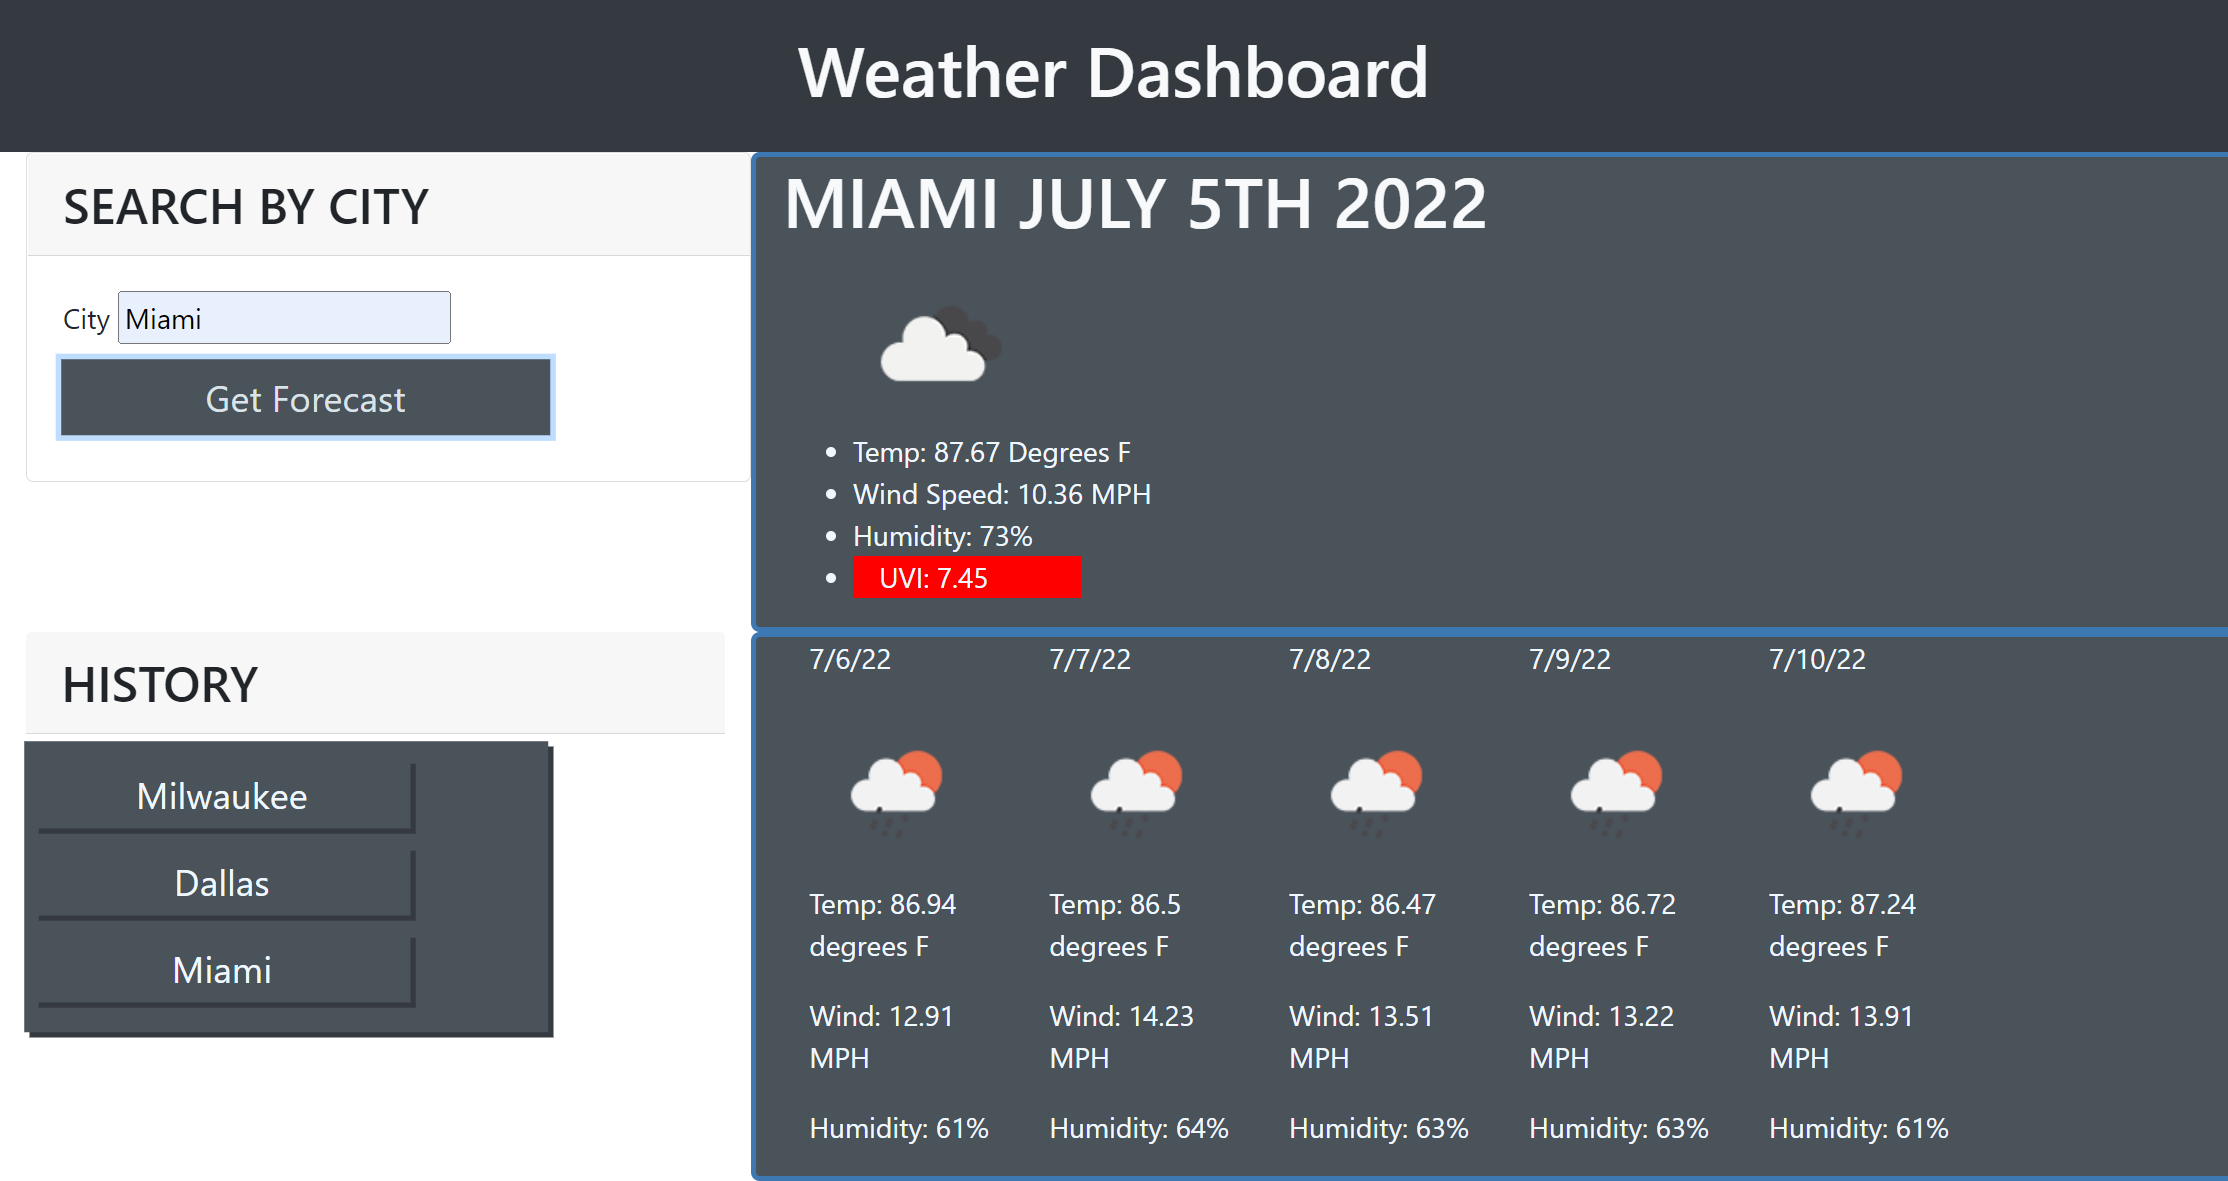 Weather Dashboard
SEARCH BY CITY
City Miami
Get Forecast
HISTORY
Milwaukee
Dallas
Miami
MIAMI JULY 5TH 2022
Temp: 87.67 Degrees F
Wind Speed: 10.36 MPH
Humidity: 73%
UVI: 7.45
7/6/22
Temp: 86.94
degrees F
Wind: 12.91
MPH
Humidity: 61%
7/7/22
Temp: 86.5
degrees F
Wind: 14.23
MPH
Humidity: 64%
7/8/22
Temp: 86.47
degrees F
Wind: 13.51
MPH
Humidity: 63%
7/9/22
Temp: 86.72
degrees F
Wind: 13.22
MPH
Humidity: 63%
7/10/22
Temp: 87.24
degrees F
Wind: 13.91
MPH
Humidity: 61%